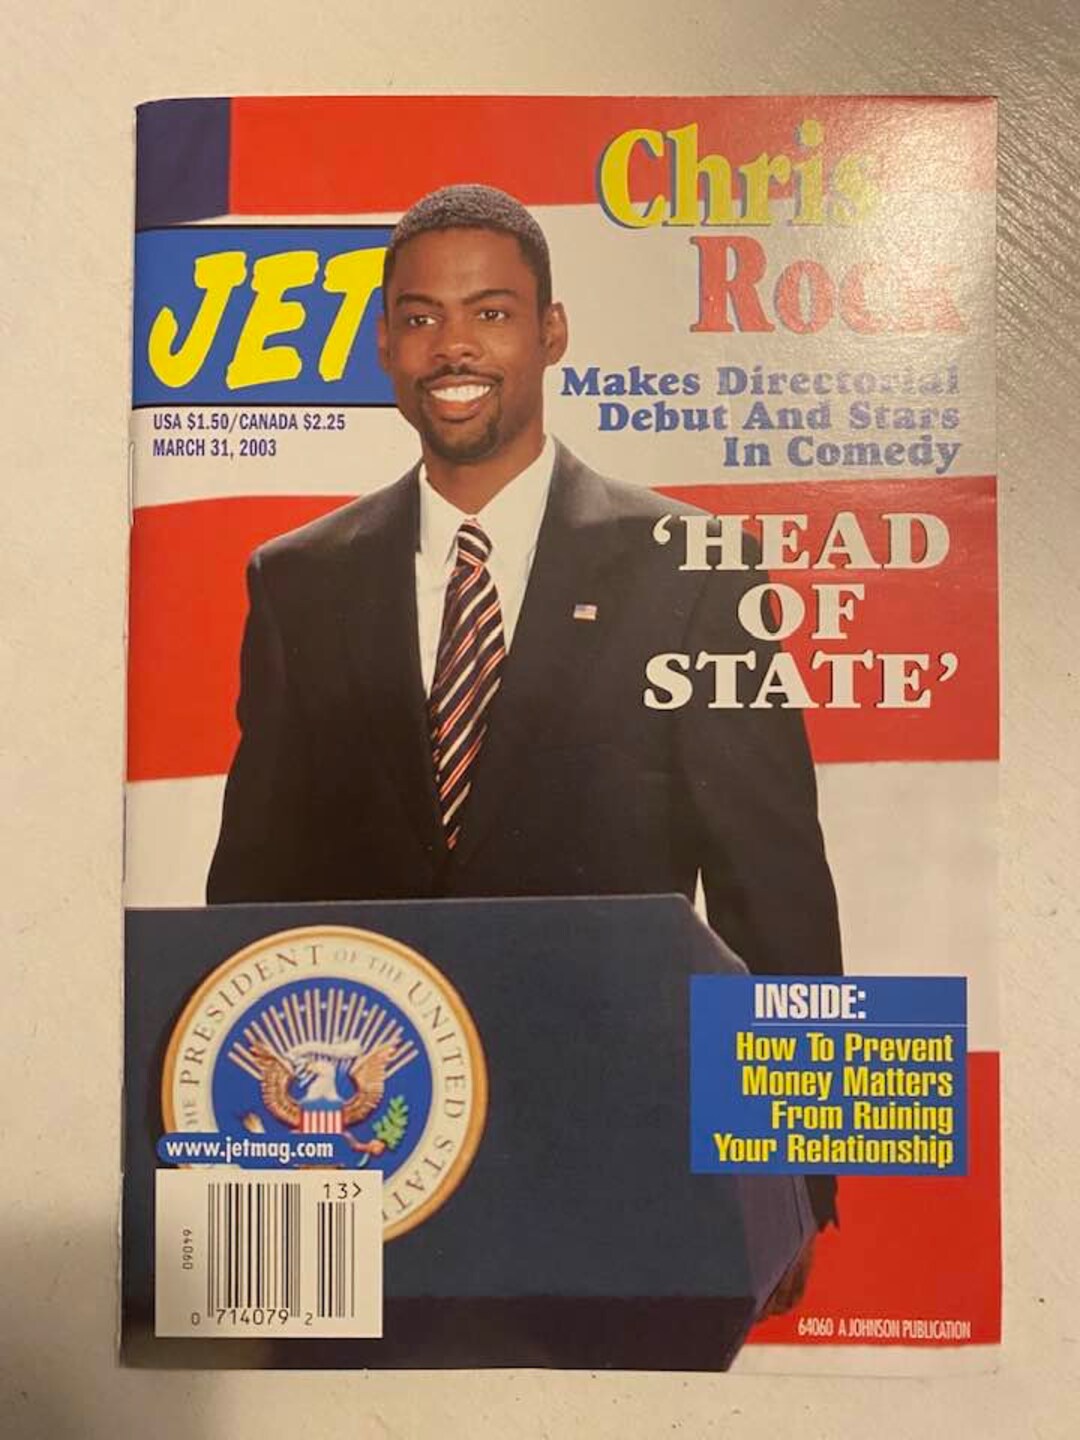 Chris
Rock
JET
Makes Directorial
Debut And Stars
In Comedy
USA $1.50/CANADA $2.25
MARCH 31, 2003
'HEAD
OF
STATE'
THE PRESIDENT OF THE UNITED STAT
INSIDE:
How To Prevent
Money Matters
From Ruining
Your Relationship
www.jetmag.com
13>
09049
0 714079 2
64060 A JOHNSON PUBLICATION